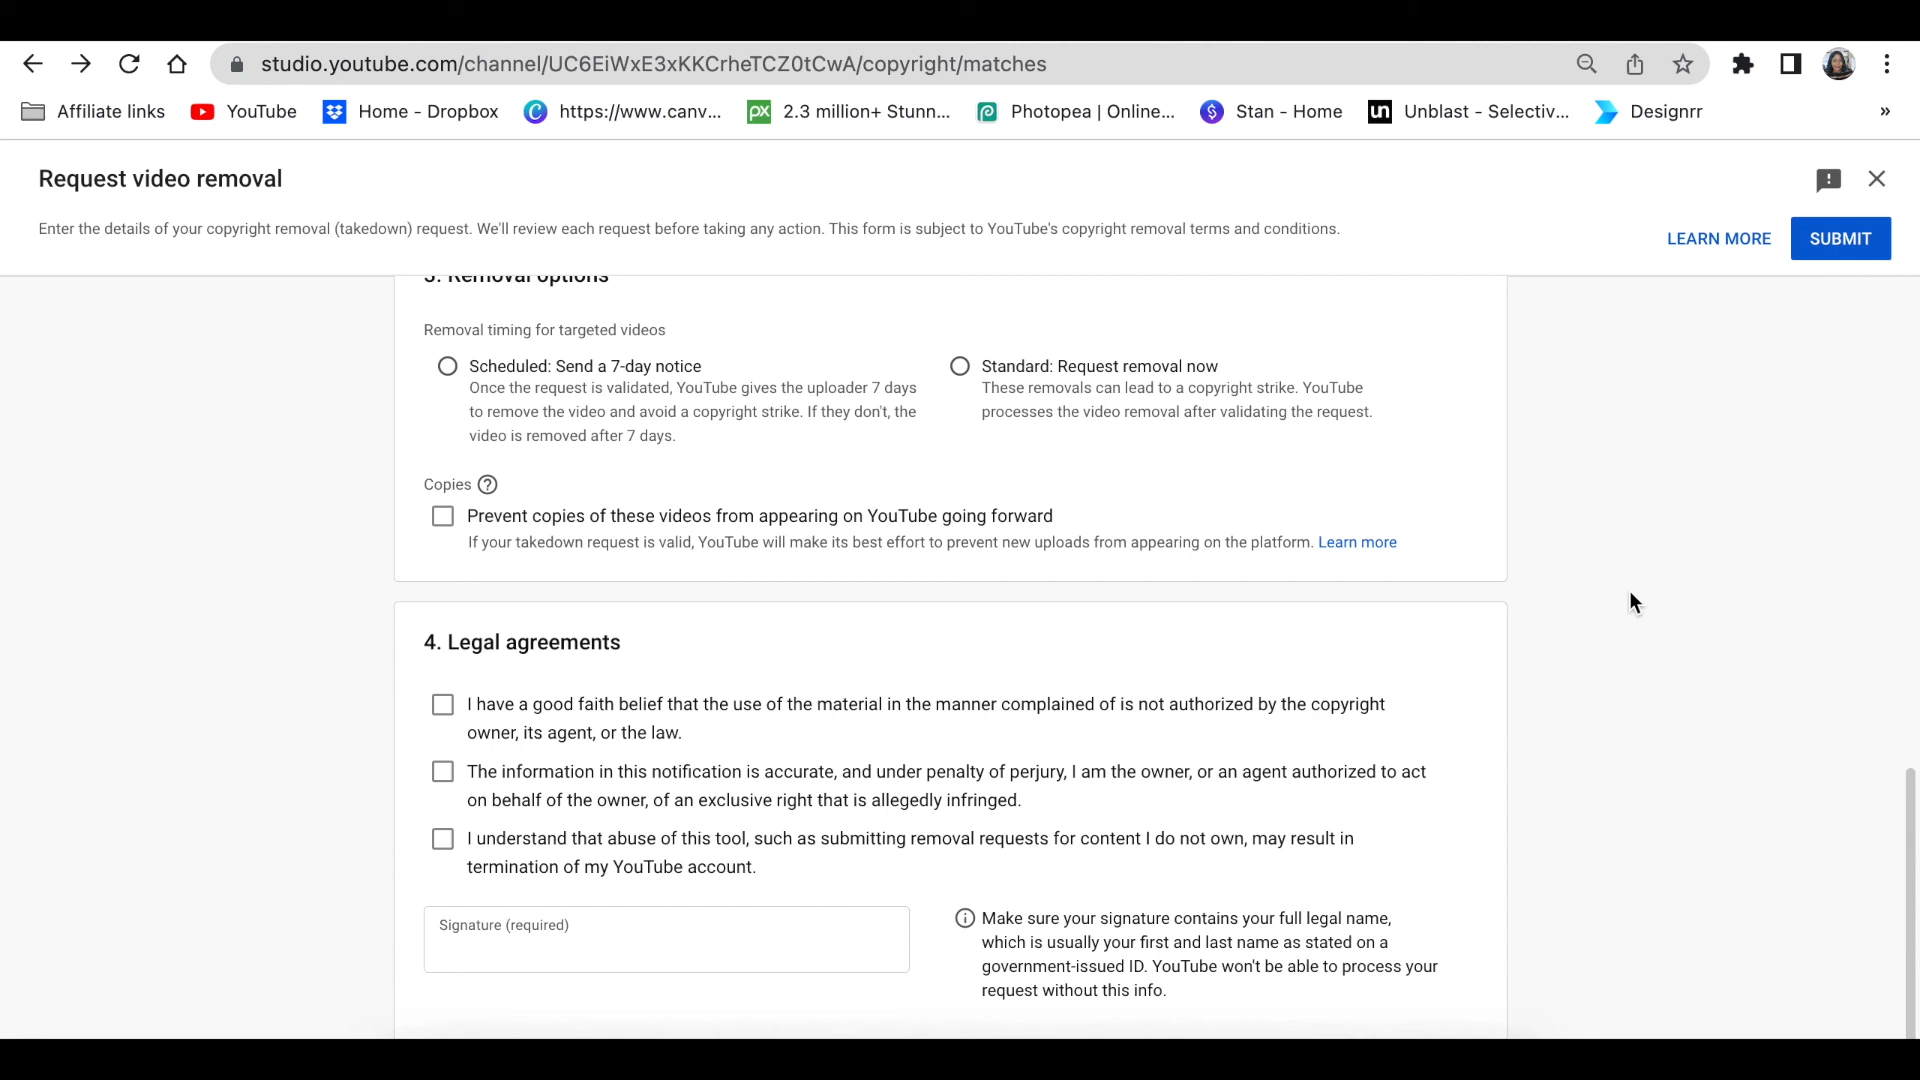 studio.youtube.com/channel/UC6EiWxE3xKKCrheTCZ0tCwA/copyright/matches
Affiliate links YouTube Home - Dropbox https://www.canv... 2.3 million+ Stunn... Photopea | Online... Stan - Home Unblast - Selectiv... Designrr »
Request video removal
Enter the details of your copyright removal (takedown) request. We'll review each request before taking any action. This form is subject to YouTube's copyright removal terms and conditions.
LEARN MORE SUBMIT
3. Removal options
Removal timing for targeted videos
Scheduled: Send a 7-day notice
Once the request is validated, YouTube gives the uploader 7 days
to remove the video and avoid a copyright strike. If they don't, the
video is removed after 7 days.
Standard: Request removal now
These removals can lead to a copyright strike. YouTube
processes the video removal after validating the request.
Copies
Prevent copies of these videos from appearing on YouTube going forward
If your takedown request is valid, YouTube will make its best effort to prevent new uploads from appearing on the platform. Learn more
4. Legal agreements
I have a good faith belief that the use of the material in the manner complained of is not authorized by the copyright
owner, its agent, or the law.
The information in this notification is accurate, and under penalty of perjury, I am the owner, or an agent authorized to act
on behalf of the owner, of an exclusive right that is allegedly infringed.
I understand that abuse of this tool, such as submitting removal requests for content I do not own, may result in
termination of my YouTube account.
Signature (required)
Make sure your signature contains your full legal name,
which is usually your first and last name as stated on a
government-issued ID. YouTube won't be able to process your
request without this info.